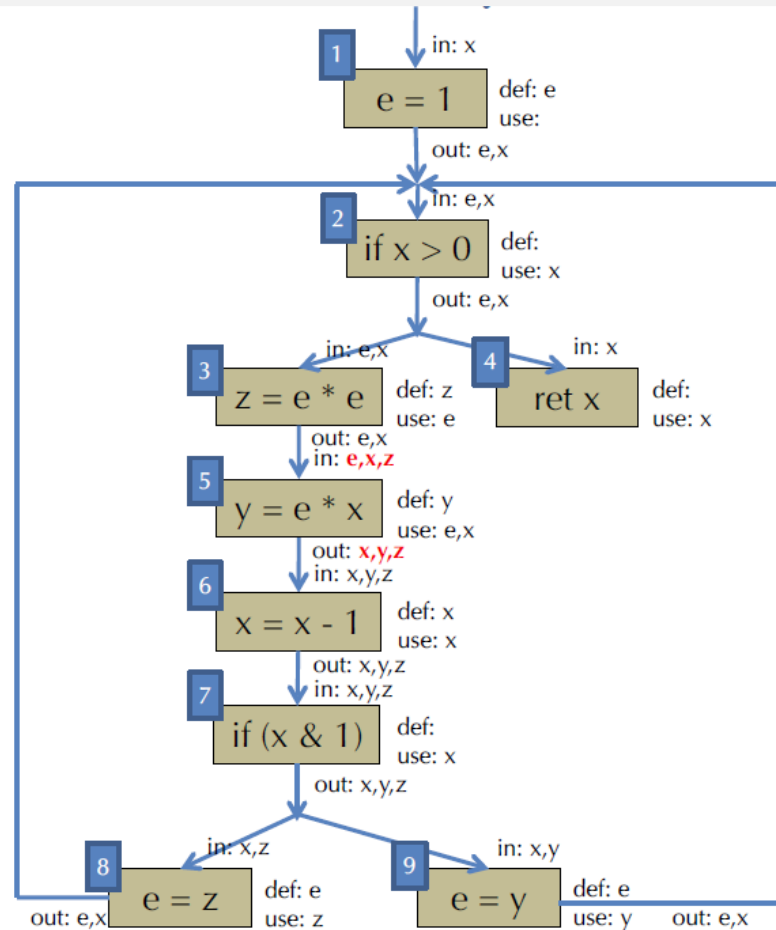 1
in: x
e = 1
def: e
use:
out: e,x
in: e,x
2
if x > 0
def:
use: x
out: e,x
in: e,x
3
z = e * e
def: z
use: e
out: e,x
in: x
4
ret x
def:
use: x
in: e,x,z
5
y = e * x
def: y
use: e,x
out: x,y,z
in: x,y,z
6
x = x - 1
def: x
use: x
out: x,y,z
in: x,y,z
7
if (x & 1)
def:
use: x
out: x,y,z
in: x,z
8
e = z
def: e
use: z
out: e,x
in: x,y
9
e = y
def: e
use: y
out: e,x